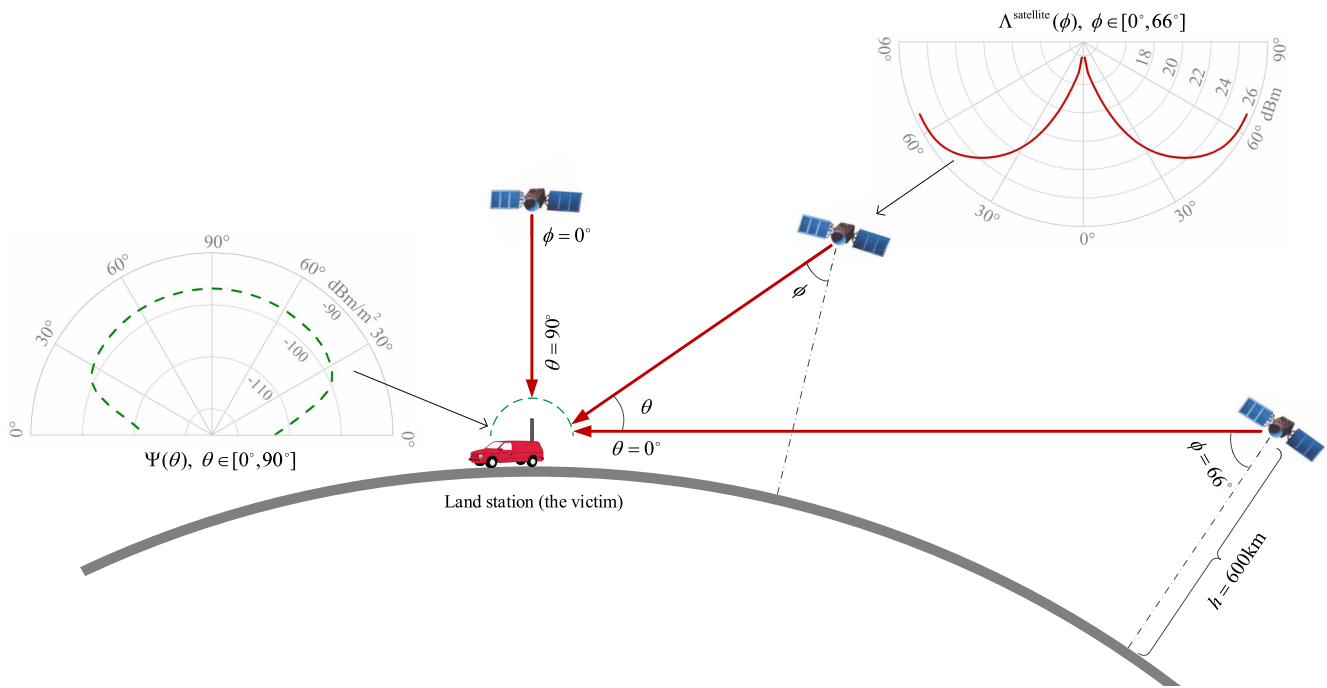 Λ^satellite(ϕ), ϕ∈[0°,66°]
90°
90°
18
20
22
24
26
dBm
60°
60°
30°
30°
0°
ϕ = 0°
θ = 90°
ϕ
θ
θ = 0°
ϕ = 66°
h = 600km
90°
60°
60°
dBm/m²
-90
30°
30°
-100
-110
0°
0°
Ψ(θ), θ∈[0°,90°]
Land station (the victim)